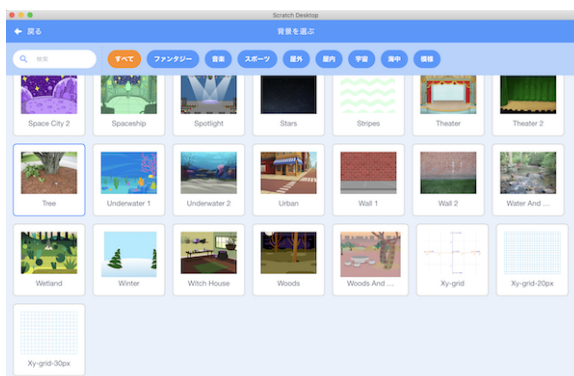 Scratch Desktop
戻る
背景を選ぶ
検索
すべて ファンタジー 音楽 スポーツ 屋外 屋内 宇宙 海中 模様
Space City 2 Spaceship Spotlight Stars Stripes Theater Theater 2
Tree Underwater 1 Underwater 2 Urban Wall 1 Wall 2 Water And ...
Wetland Winter Witch House Woods Woods And ... Xy-grid Xy-grid-20px
Xy-grid-30px